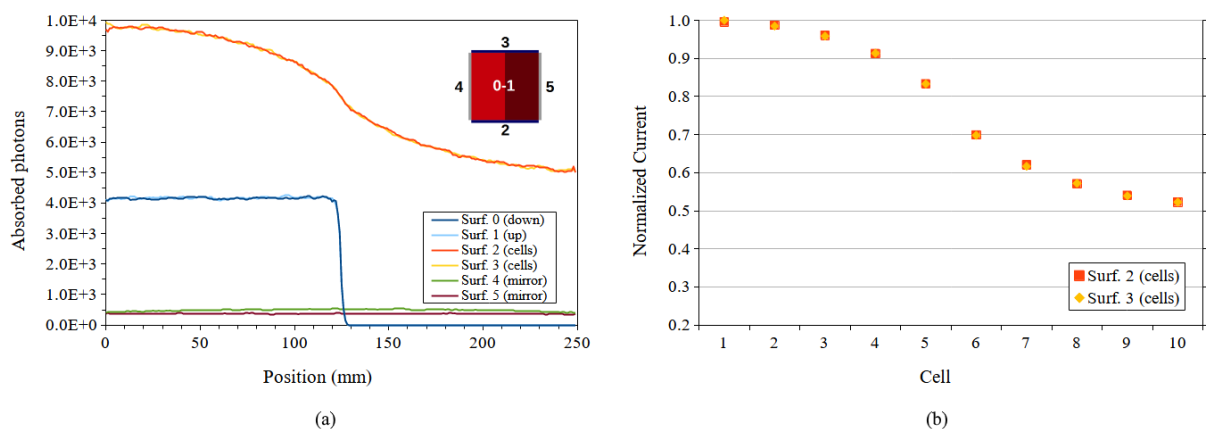 1.0E+4
9.0E+3
8.0E+3
7.0E+3
6.0E+3
5.0E+3
4.0E+3
3.0E+3
2.0E+3
1.0E+3
0.0E+0
Absorbed photons
3
4
0-1
5
2
Surf. 0 (down)
Surf. 1 (up)
Surf. 2 (cells)
Surf. 3 (cells)
Surf. 4 (mirror)
Surf. 5 (mirror)
0 50 100 150 200 250
Position (mm)
(a)
1.0
0.9
0.8
0.7
0.6
0.5
0.4
0.3
0.2
Normalized Current
Surf. 2 (cells)
Surf. 3 (cells)
1 2 3 4 5 6 7 8 9 10
Cell
(b)